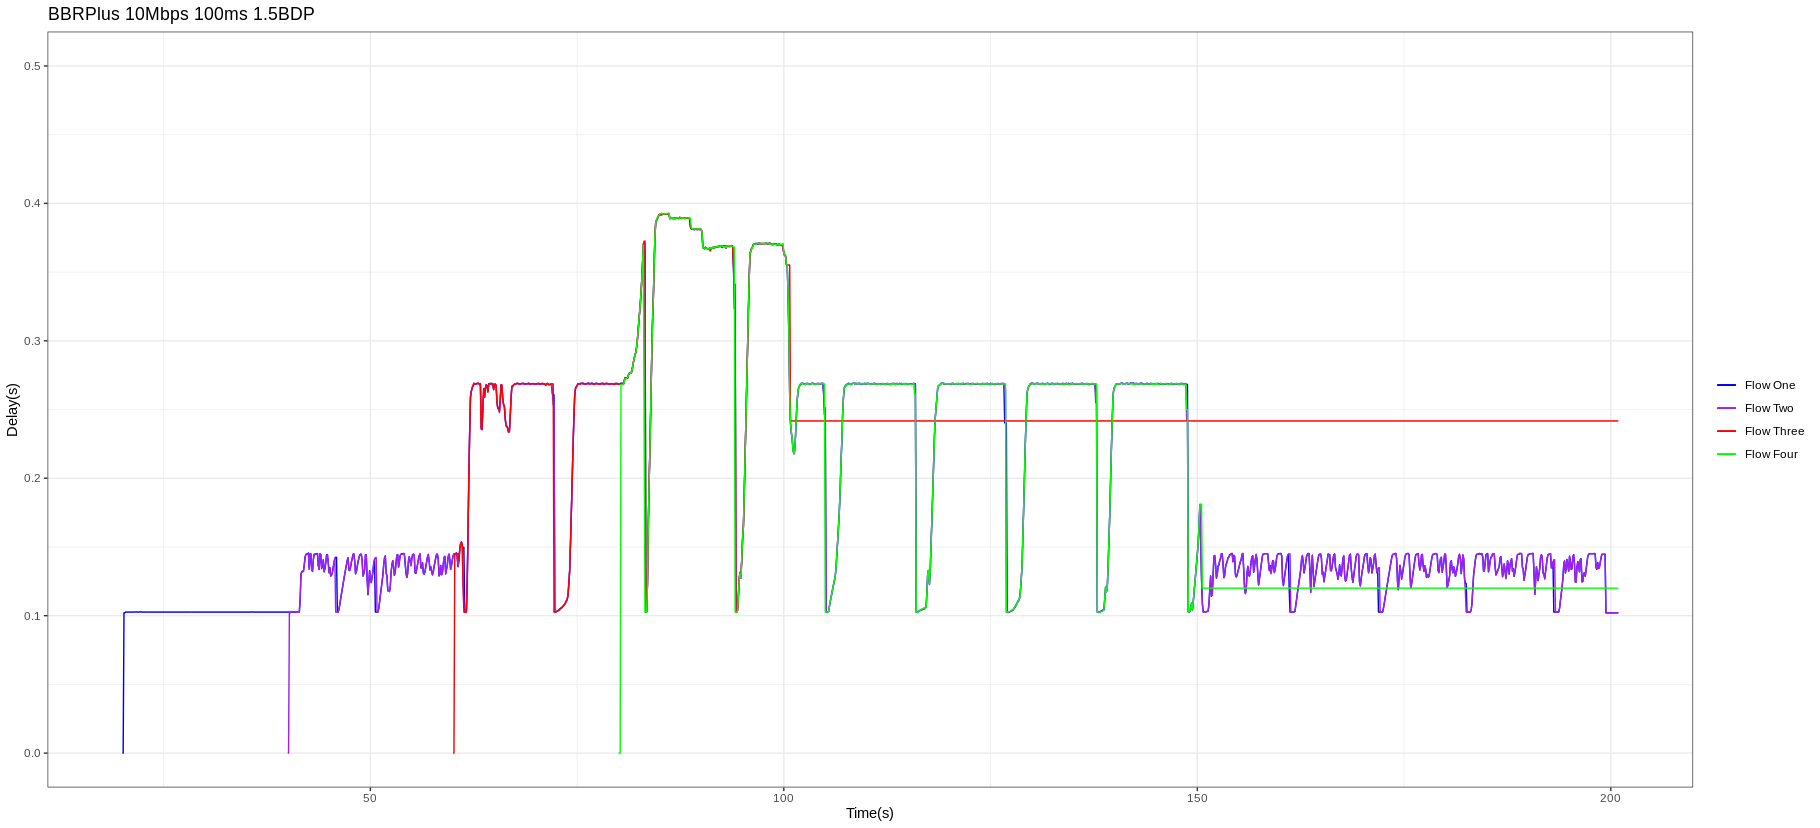 BBRPlus 10Mbps 100ms 1.5BDP
0.5
0.4
0.3
0.2
0.1
0.0
Delay(s)
50
100
150
200
Time(s)
Flow One
Flow Two
Flow Three
Flow Four